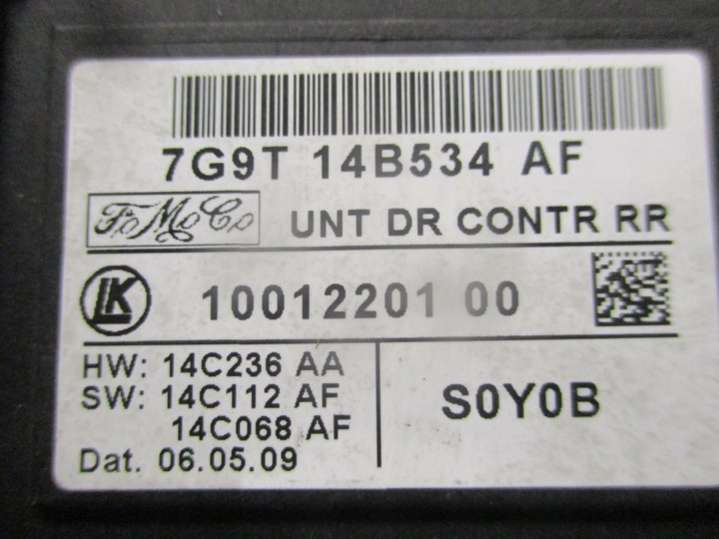 7G9T 14B534 AF
FoMoCo UNT DR CONTR RR
LK 10012201 00
HW: 14C236 AA
SW: 14C112 AF
14C068 AF
Dat. 06.05.09
S0Y0B